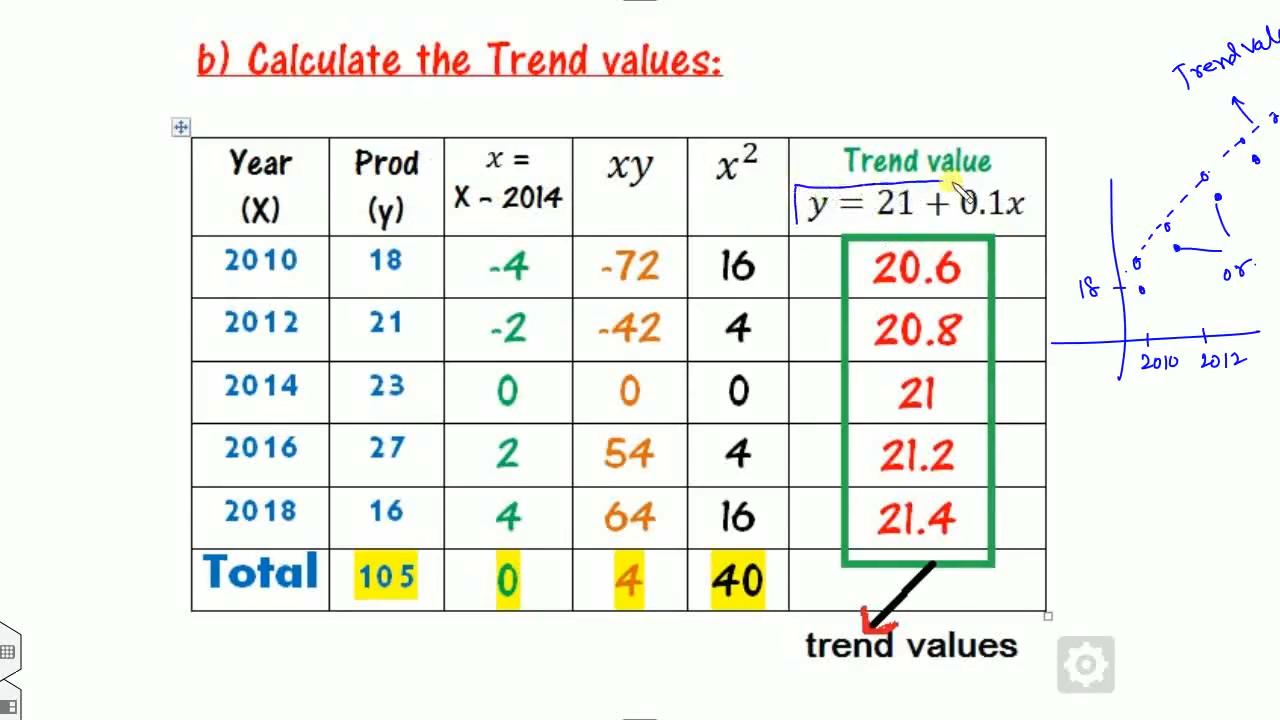 b) Calculate the Trend values:
Year (X) Prod (y) x = X - 2014 xy x² Trend value y = 21 + 0.1x
2010 18 -4 -72 16 20.6
2012 21 -2 -42 4 20.8
2014 23 0 0 0 21
2016 27 2 54 4 21.2
2018 16 4 64 16 21.4
Total 105 0 4 40
trend values
Trend val
18
or.
2010 2012